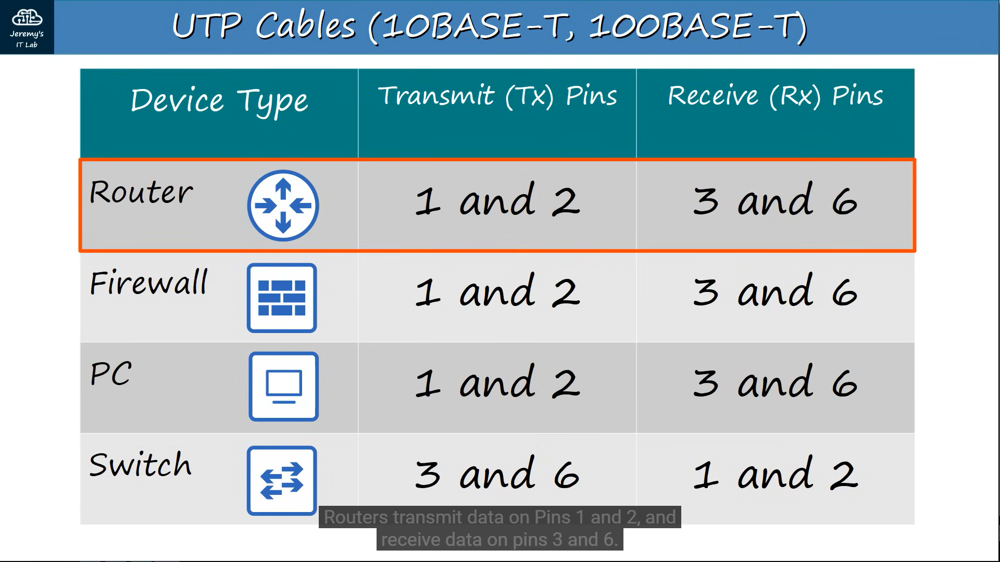 Jeremy's
IT Lab
UTP Cables (10BASE-T, 100BASE-T)
Device Type Transmit (Tx) Pins Receive (Rx) Pins
Router 1 and 2 3 and 6
Firewall 1 and 2 3 and 6
PC 1 and 2 3 and 6
Switch 3 and 6 1 and 2
Routers transmit data on Pins 1 and 2, and
receive data on pins 3 and 6.